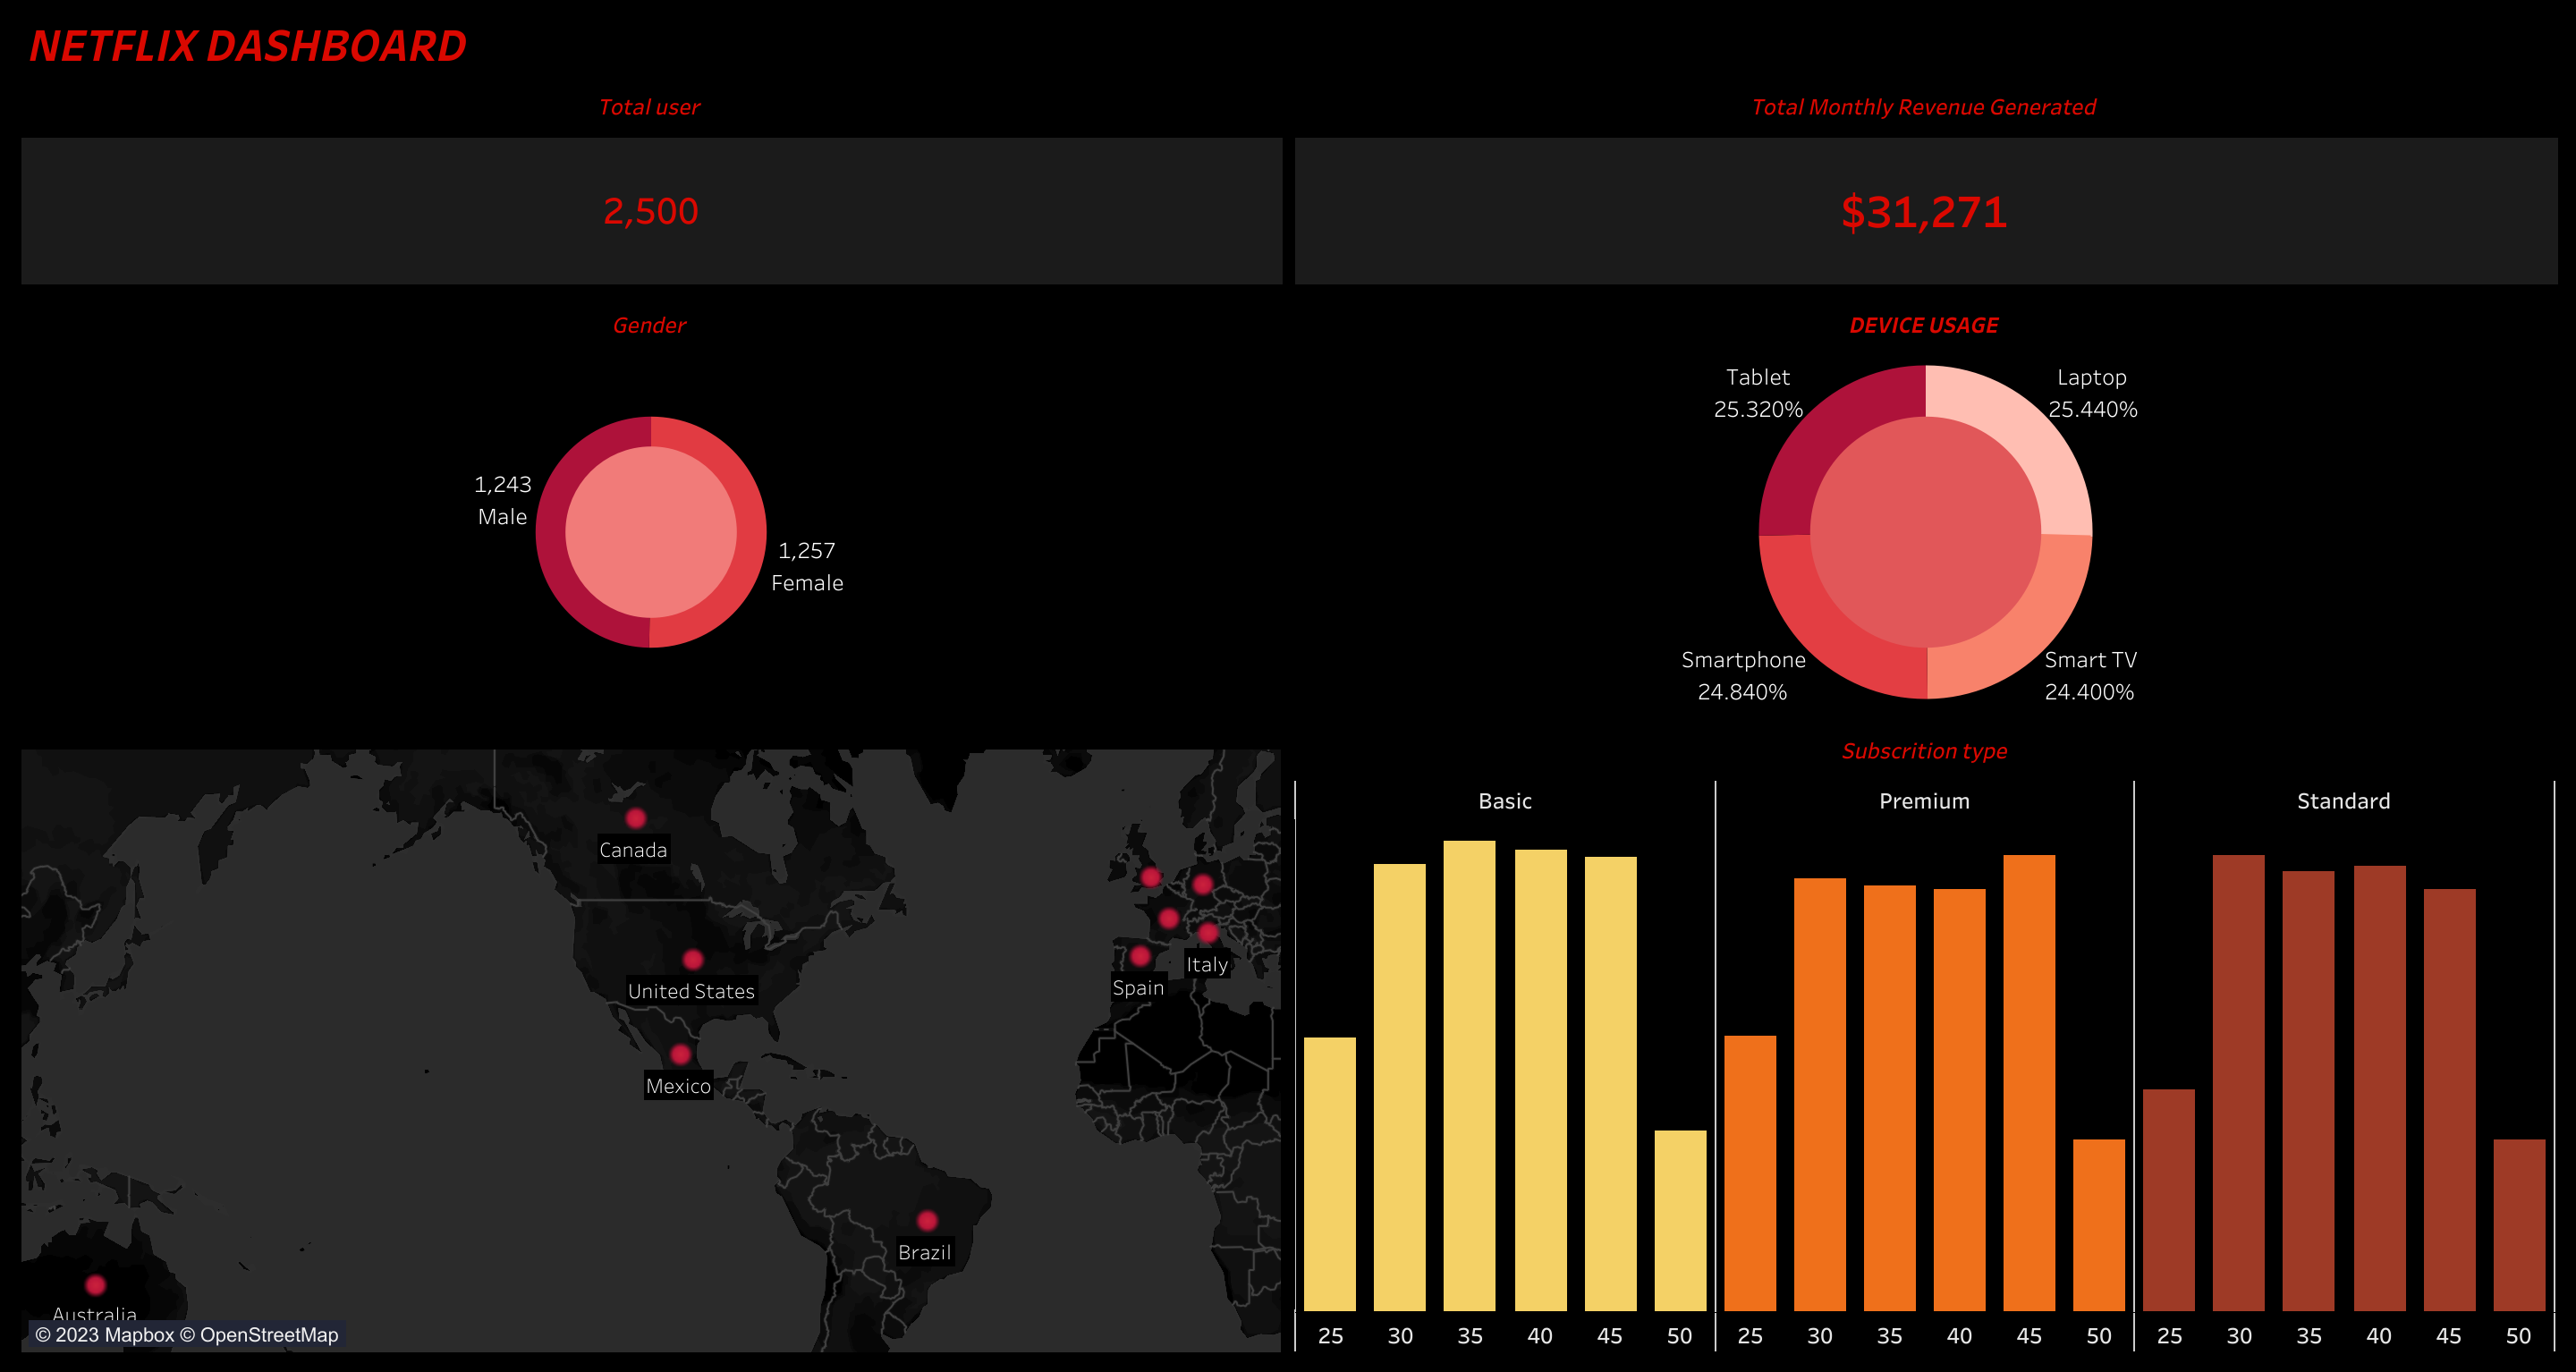 NETFLIX DASHBOARD
Total user
Total Monthly Revenue Generated
2,500
$31,271
Gender
1,243
Male
1,257
Female
DEVICE USAGE
Tablet
25.320%
Laptop
25.440%
Smartphone
24.840%
Smart TV
24.400%
Canada
United States
Mexico
Spain
Italy
Brazil
Australia
© 2023 Mapbox © OpenStreetMap
Subscrition type
Basic
Premium
Standard
25 30 35 40 45 50 25 30 35 40 45 50 25 30 35 40 45 50